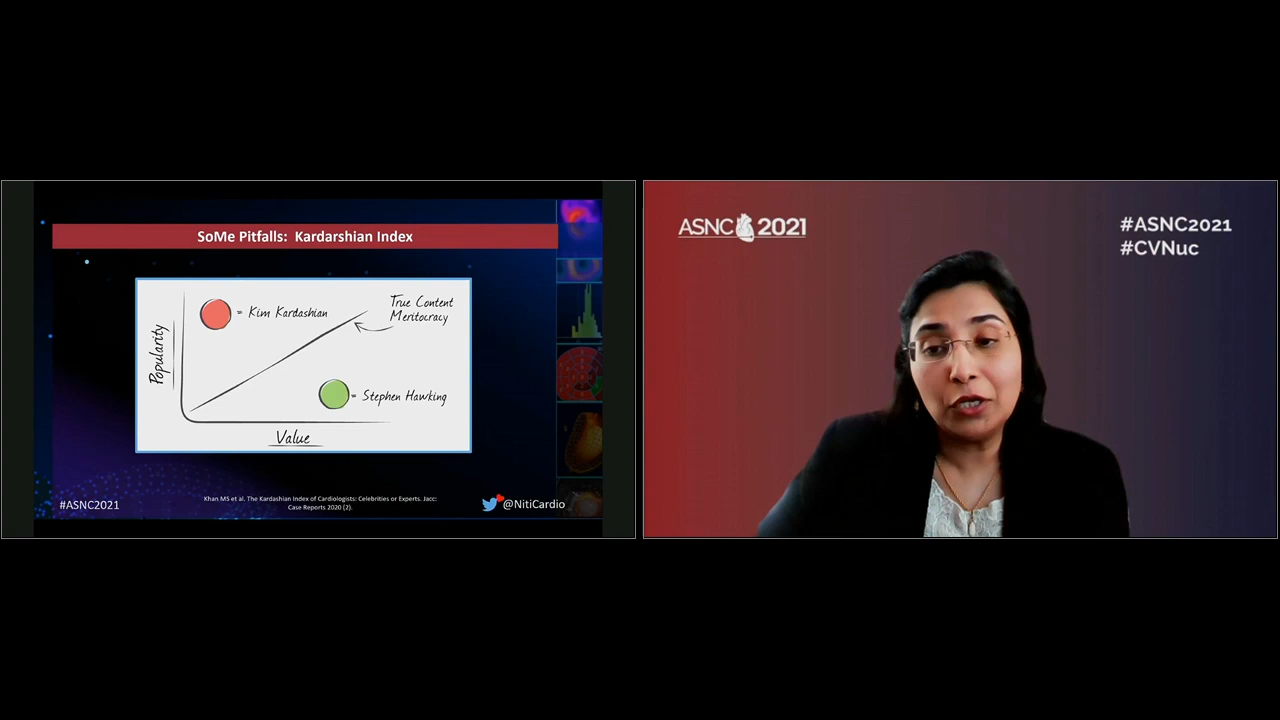 SoMe Pitfalls: Kardarshian Index
= Kim Kardashian
True Content
Meritocracy
Popularity
= Stephen Hawking
Value
Khan MS et al. The Kardashian Index of Cardiologists: Celebrities or Experts. Jacc:
Case Reports 2020 (2).
#ASNC2021
@NitiCardio
ASNC 2021
#ASNC2021
#CVNuc